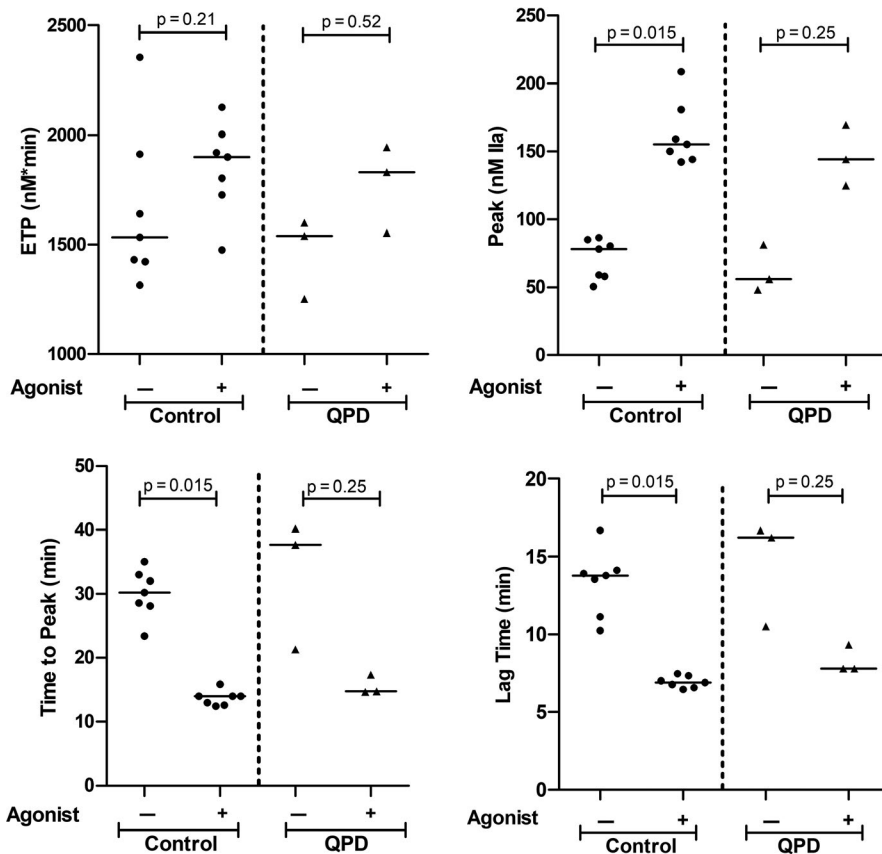 p = 0.21
p = 0.52
2500
2000
1500
1000
ETP (nM*min)
Agonist — + — +
Control QPD
p = 0.015
p = 0.25
250
200
150
100
50
0
Peak (nM IIa)
Agonist — + — +
Control QPD
p = 0.015
p = 0.25
50
40
30
20
10
0
Time to Peak (min)
Agonist — + — +
Control QPD
p = 0.015
p = 0.25
20
15
10
5
0
Lag Time (min)
Agonist — + — +
Control QPD